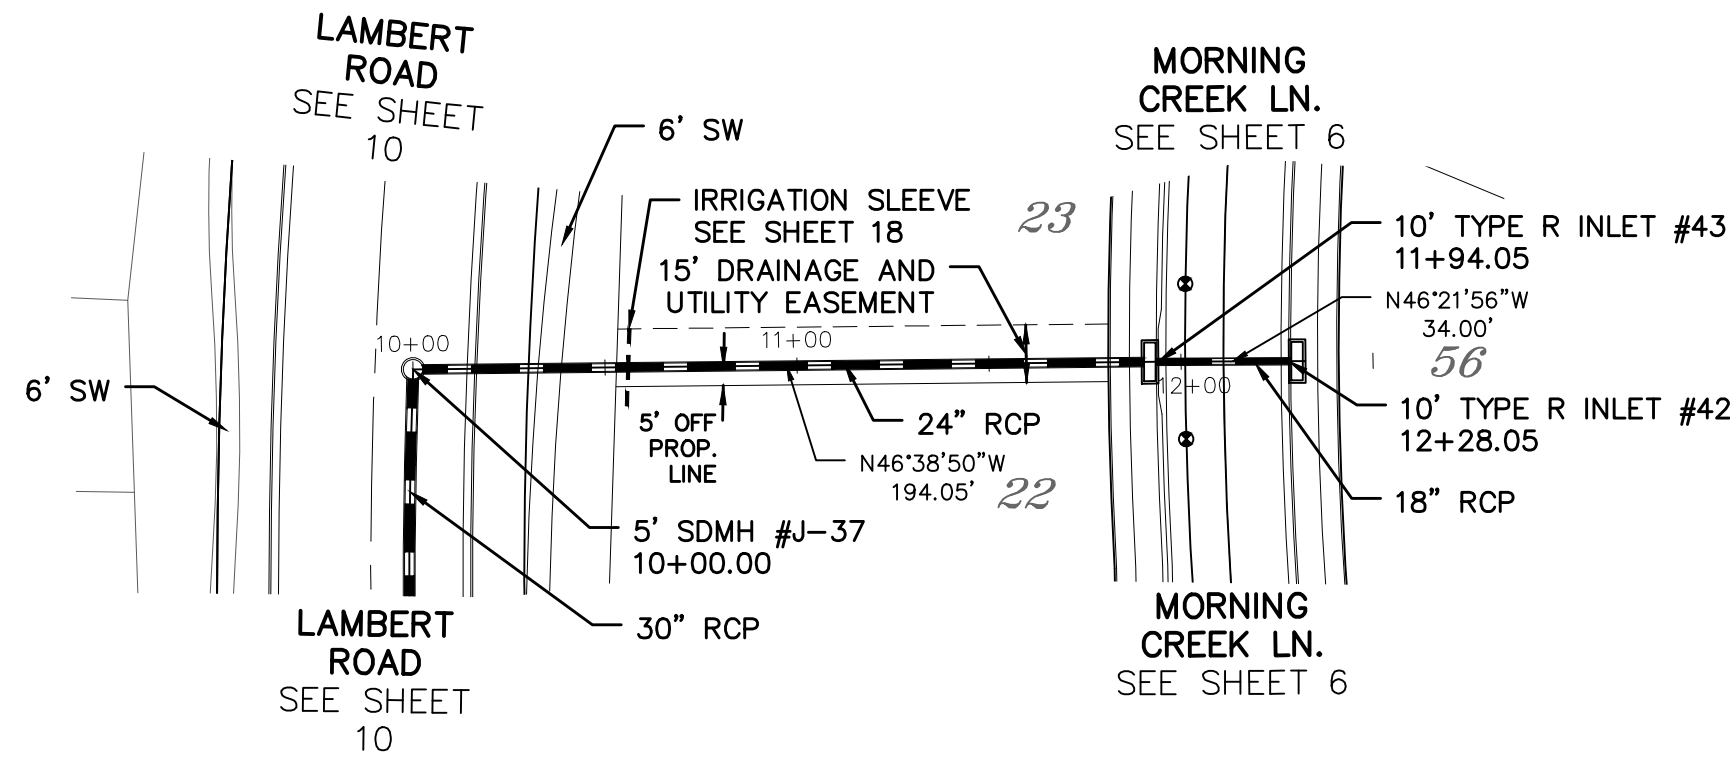 LAMBERT
ROAD
SEE SHEET
10
6' SW
MORNING
CREEK LN.
SEE SHEET 6
IRRIGATION SLEEVE
SEE SHEET 18
23
15' DRAINAGE AND
UTILITY EASEMENT
10' TYPE R INLET #43
11+94.05
N46°21'56"W
34.00'
56
10+00
11+00
12+00
6' SW
5' OFF
PROP.
LINE
24" RCP
N46°38'50"W
194.05'
22
10' TYPE R INLET #42
12+28.05
18" RCP
5' SDMH #J-37
10+00.00
30" RCP
LAMBERT
ROAD
SEE SHEET
10
MORNING
CREEK LN.
SEE SHEET 6